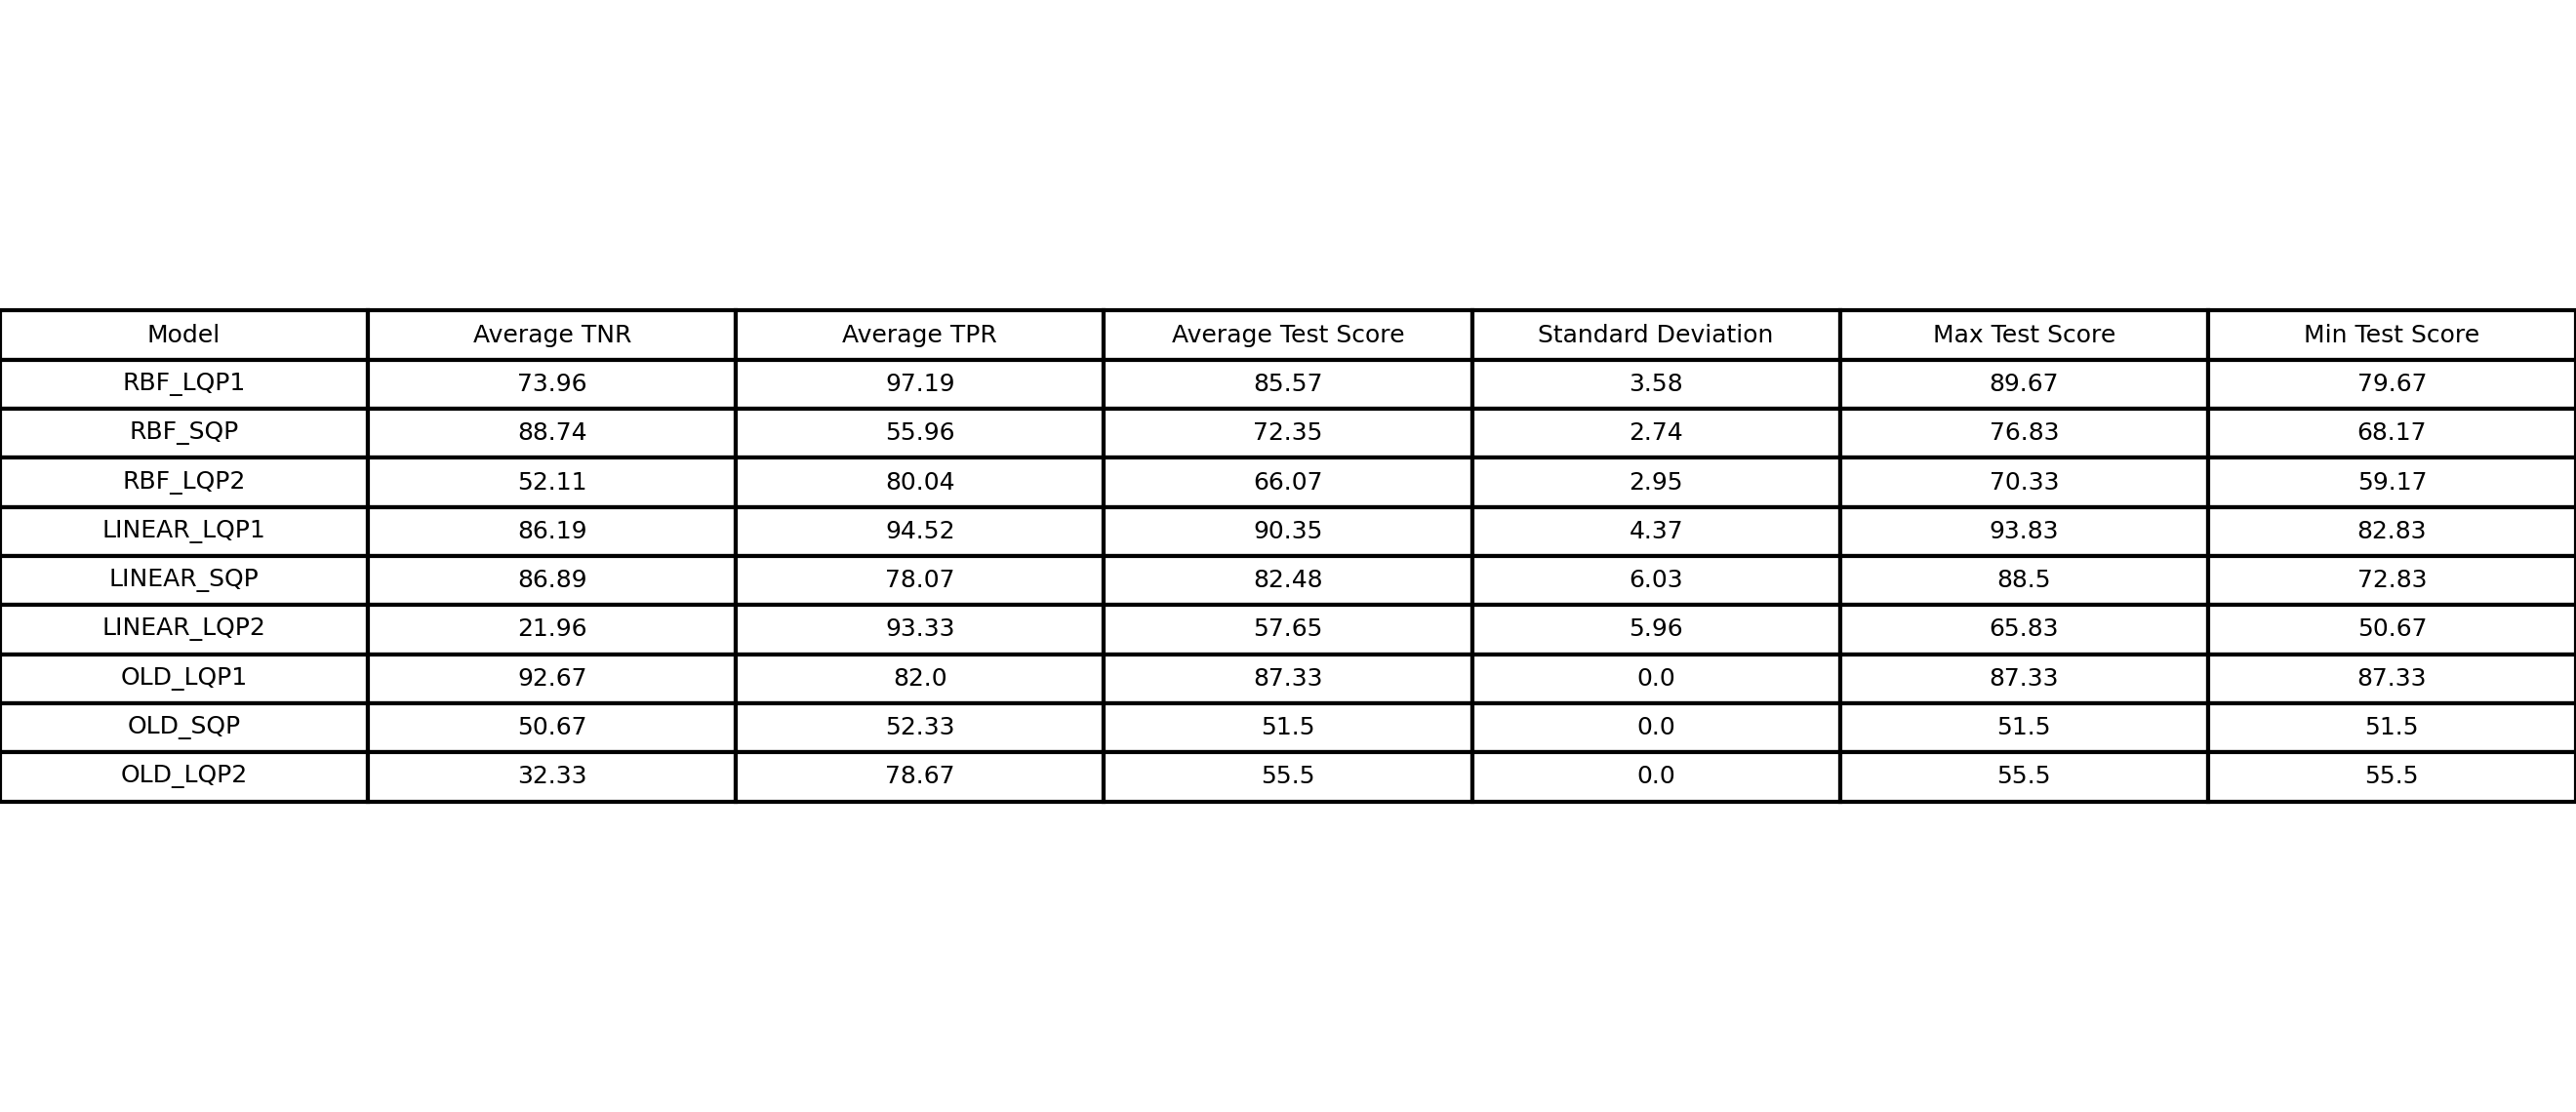 Model Average TNR Average TPR Average Test Score Standard Deviation Max Test Score Min Test Score
RBF_LQP1 73.96 97.19 85.57 3.58 89.67 79.67
RBF_SQP 88.74 55.96 72.35 2.74 76.83 68.17
RBF_LQP2 52.11 80.04 66.07 2.95 70.33 59.17
LINEAR_LQP1 86.19 94.52 90.35 4.37 93.83 82.83
LINEAR_SQP 86.89 78.07 82.48 6.03 88.5 72.83
LINEAR_LQP2 21.96 93.33 57.65 5.96 65.83 50.67
OLD_LQP1 92.67 82.0 87.33 0.0 87.33 87.33
OLD_SQP 50.67 52.33 51.5 0.0 51.5 51.5
OLD_LQP2 32.33 78.67 55.5 0.0 55.5 55.5